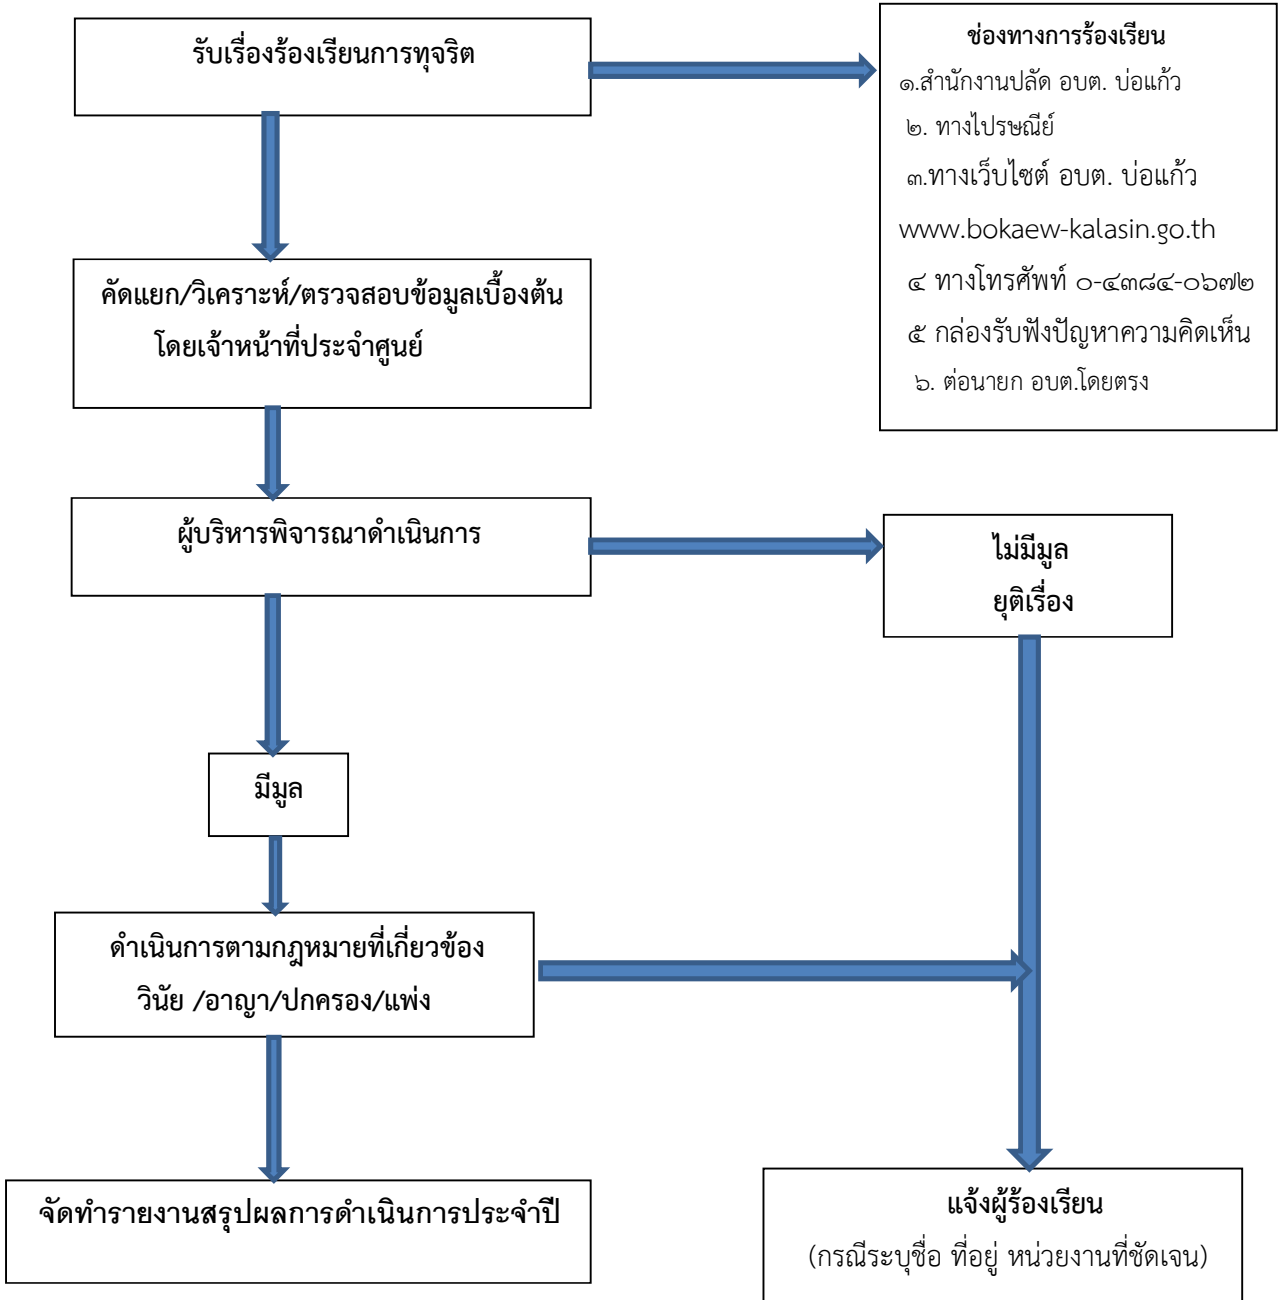 รับเรื่องร้องเรียนการทุจริต
ช่องทางการร้องเรียน
๑.สำนักงานปลัด อบต. บ่อแก้ว
๒. ทางไปรษณีย์
๓.ทางเว็บไซต์ อบต. บ่อแก้ว
www.bokaew-kalasin.go.th
๔ ทางโทรศัพท์ ๐-๔๓๘๔-๐๖๗๒
๕ กล่องรับฟังปัญหาความคิดเห็น
๖. ต่อนายก อบต.โดยตรง
คัดแยก/วิเคราะห์/ตรวจสอบข้อมูลเบื้องต้น
โดยเจ้าหน้าที่ประจำศูนย์
ผู้บริหารพิจารณาดำเนินการ
ไม่มีมูล
ยุติเรื่อง
มีมูล
ดำเนินการตามกฎหมายที่เกี่ยวข้อง
วินัย /อาญา/ปกครอง/แพ่ง
จัดทำรายงานสรุปผลการดำเนินการประจำปี
แจ้งผู้ร้องเรียน
(กรณีระบุชื่อ ที่อยู่ หน่วยงานที่ชัดเจน)